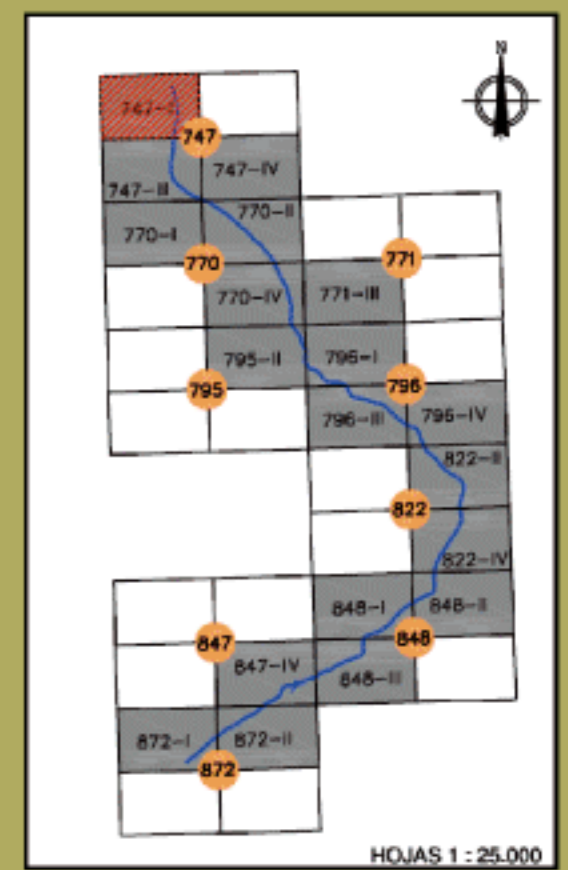 N
747-I
747
747-IV
747-III
770-II
770-I
770
771
770-IV
771-III
795-II
796-I
795
796
796-III
796-IV
822-II
822
822-IV
848-I
848-II
847
848
847-IV
848-III
872-I
872-II
872
HOJAS 1 : 25.000